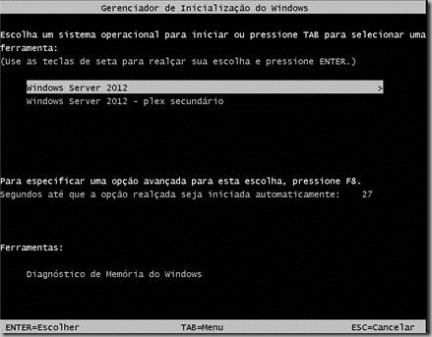 Gerenciador de Inicialização do Windows
Escolha um sistema operacional para iniciar ou pressione TAB para selecionar uma
ferramenta:
(Use as teclas de seta para realçar sua escolha e pressione ENTER.)
Windows Server 2012 >
Windows Server 2012 - plex secundário
Para especificar uma opção avançada para esta escolha, pressione F8.
Segundos até que a opção realçada seja iniciada automaticamente: 27
Ferramentas:
Diagnóstico de Memória do Windows
ENTER=Escolher TAB=Menu ESC=Cancelar